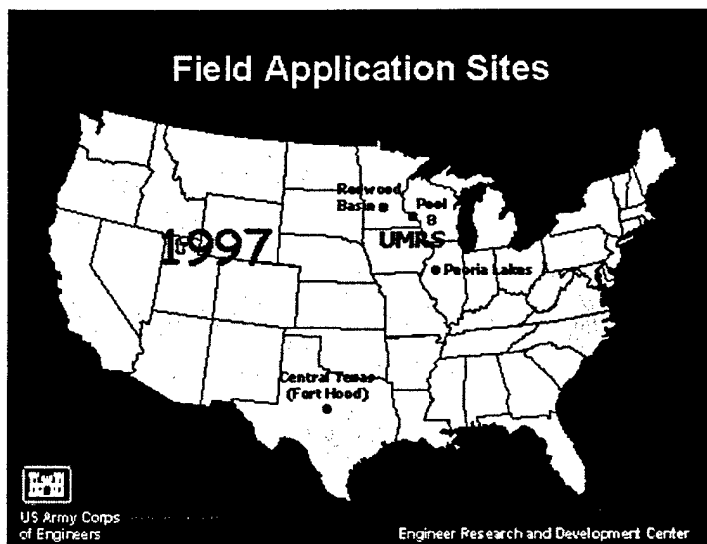 Field Application Sites
Redwood
Basin
Pool
8
UMRS
1997
Peoria Lakes
Central Texas
(Fort Hood)
US Army Corps
of Engineers
Engineer Research and Development Center